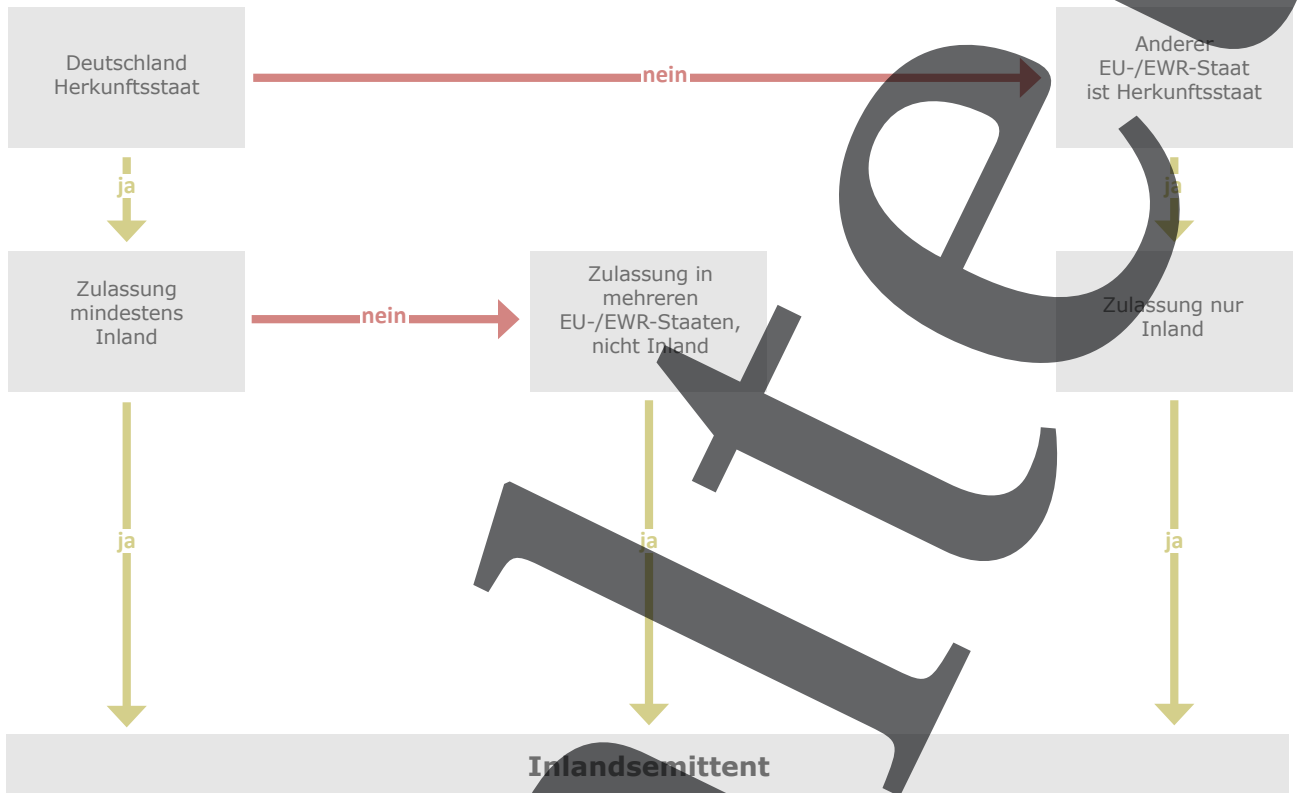 Deutschland
Herkunftsstaat
nein
Anderer
EU-/EWR-Staat
ist Herkunftsstaat
ja
ja
Zulassung
mindestens
Inland
nein
Zulassung in
mehreren
EU-/EWR-Staaten,
nicht Inland
Zulassung nur
Inland
ja
ja
ja
Inlandsemittent
lte